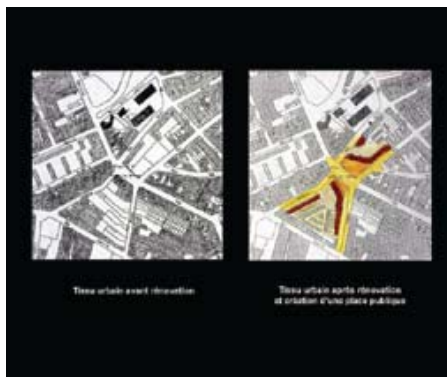 Tissu urbain avant rénovation
Tissu urbain après rénovation
et création d'une place publique